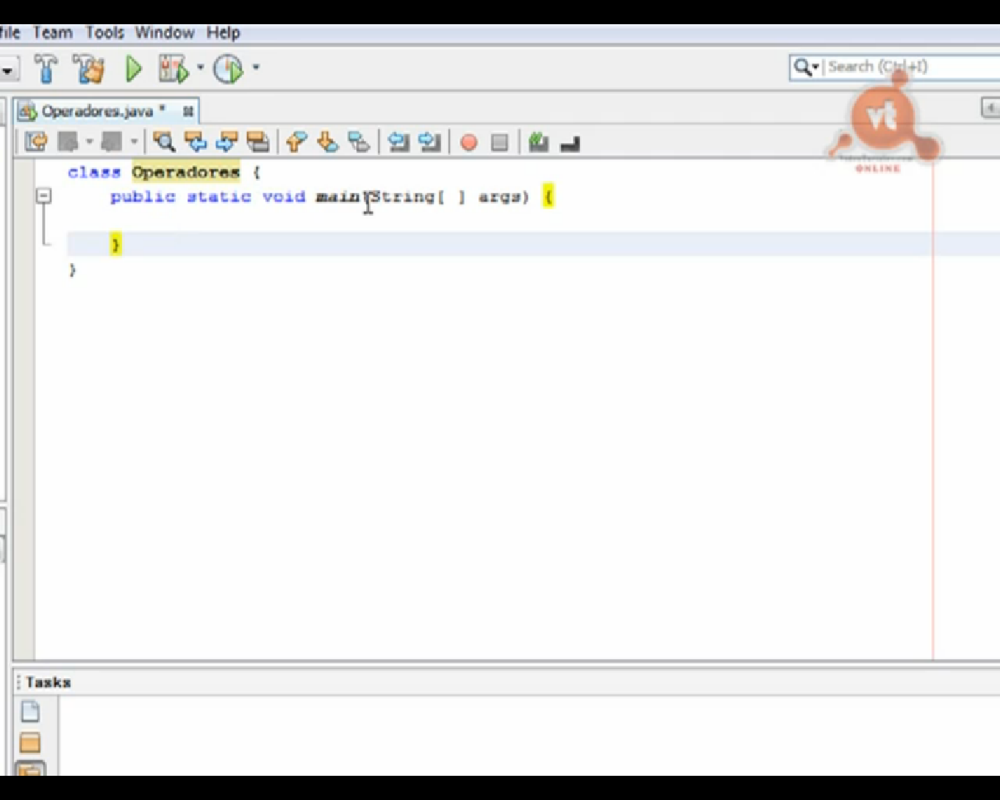 file Team Tools Window Help
Search (Ctrl+I)
Operadores.java *
vt
ONLINE
class Operadores {
public static void main(String[ ] args) {
}
}
Tasks